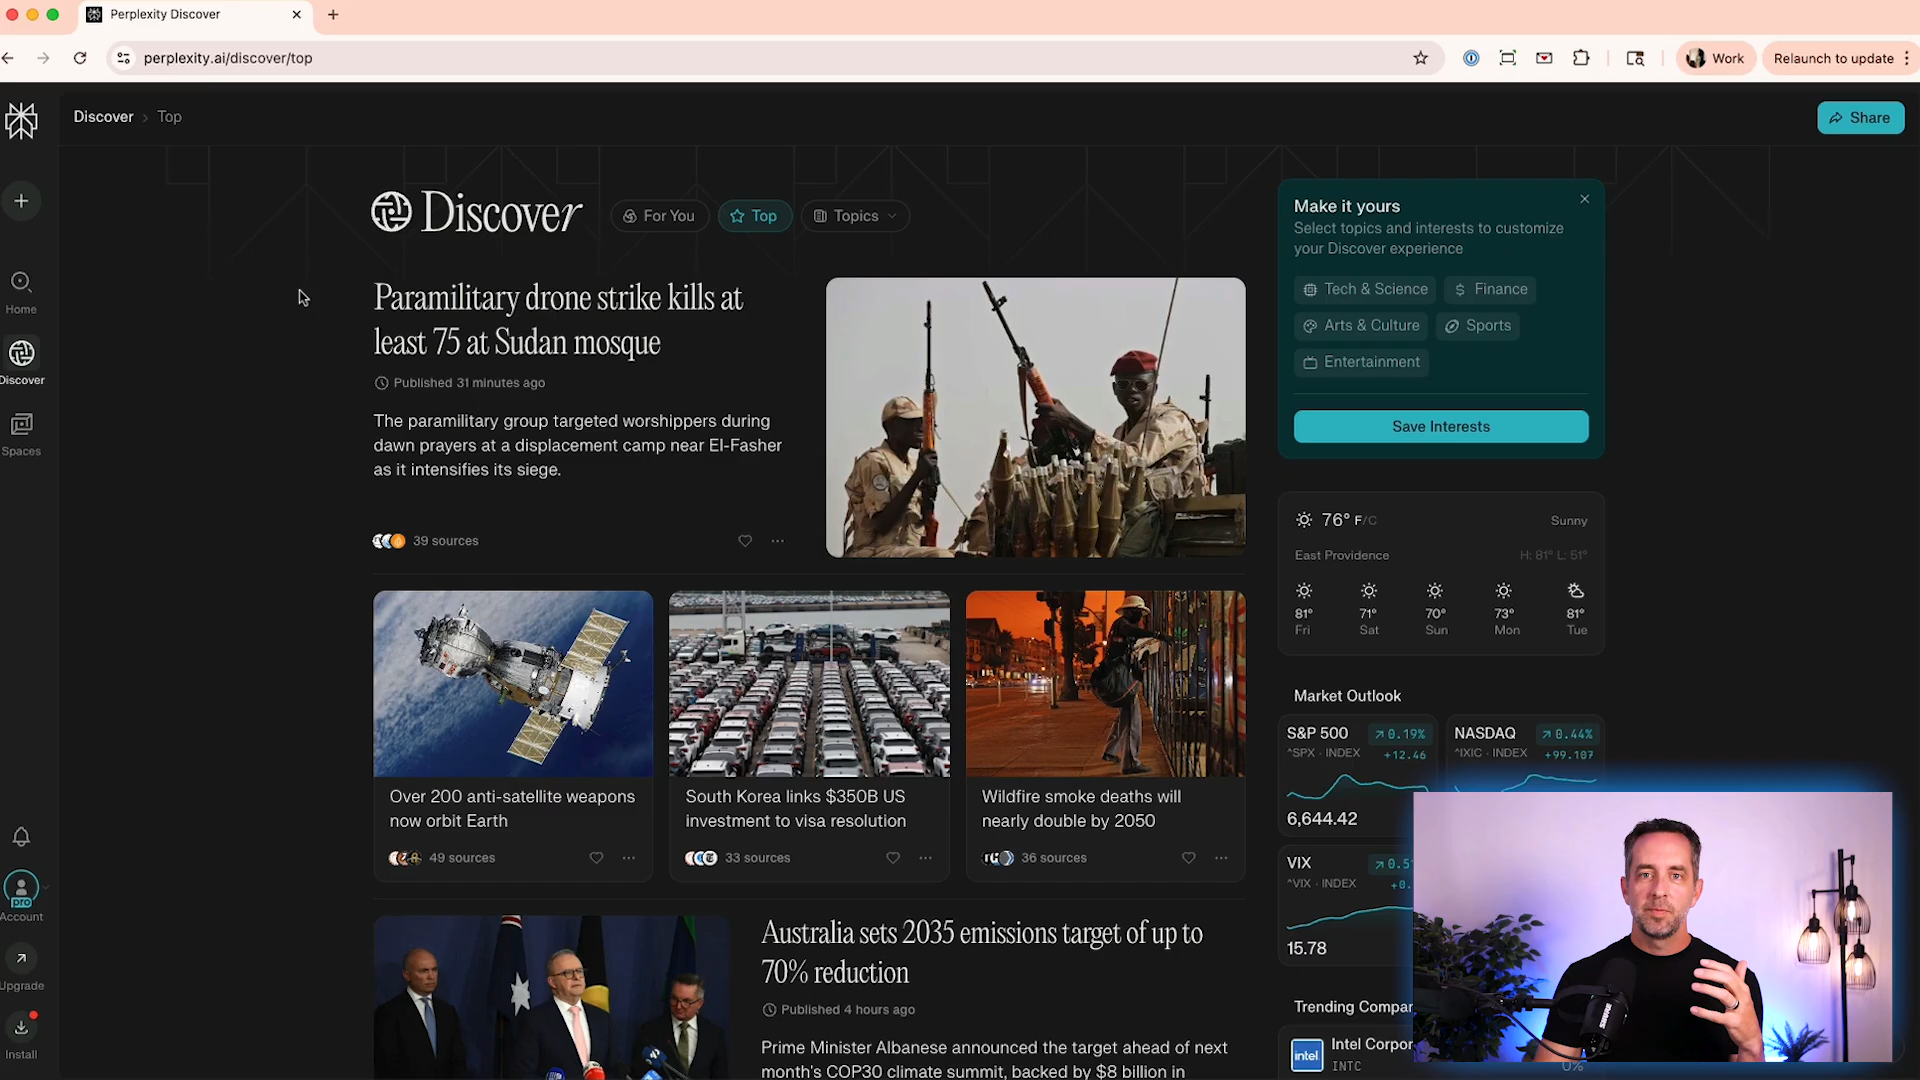 Perplexity Discover
perplexity.ai/discover/top
Work
Relaunch to update
Discover
Top
Share
Home
Discover
Spaces
Account
pro
Upgrade
Install
Discover
For You
Top
Topics
Paramilitary drone strike kills at
least 75 at Sudan mosque
Published 31 minutes ago
The paramilitary group targeted worshippers during
dawn prayers at a displacement camp near El-Fasher
as it intensifies its siege.
39 sources
Over 200 anti-satellite weapons
now orbit Earth
49 sources
South Korea links $350B US
investment to visa resolution
33 sources
Wildfire smoke deaths will
nearly double by 2050
36 sources
Australia sets 2035 emissions target of up to
70% reduction
Published 4 hours ago
Prime Minister Albanese announced the target ahead of next
month's COP30 climate summit, backed by $8 billion in
Make it yours
Select topics and interests to customize
your Discover experience
Tech & Science
Finance
Arts & Culture
Sports
Entertainment
Save Interests
76° F/C
Sunny
East Providence
H: 81° L: 51°
81° 71° 70° 73° 81°
Fri Sat Sun Mon Tue
Market Outlook
S&P 500
↗ 0.19%
^SPX · INDEX
+12.46
6,644.42
NASDAQ
↗ 0.44%
^IXIC · INDEX
+99.107
VIX
↗ 0.5
^VIX · INDEX
+0.
15.78
Trending Compa
intel
Intel Corpor
INTC
0%